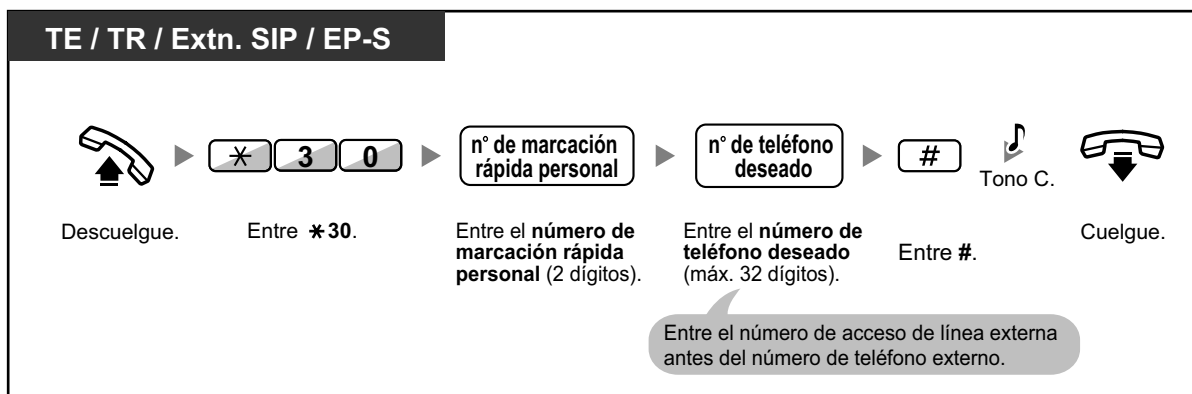 TE / TR / Extn. SIP / EP-S
* 3 0
n° de marcación
rápida personal
n° de teléfono
deseado
#
Tono C.
Descuelgue.
Entre *30.
Entre el número de
marcación rápida
personal (2 dígitos).
Entre el número de
teléfono deseado
(máx. 32 dígitos).
Entre #.
Cuelgue.
Entre el número de acceso de línea externa
antes del número de teléfono externo.